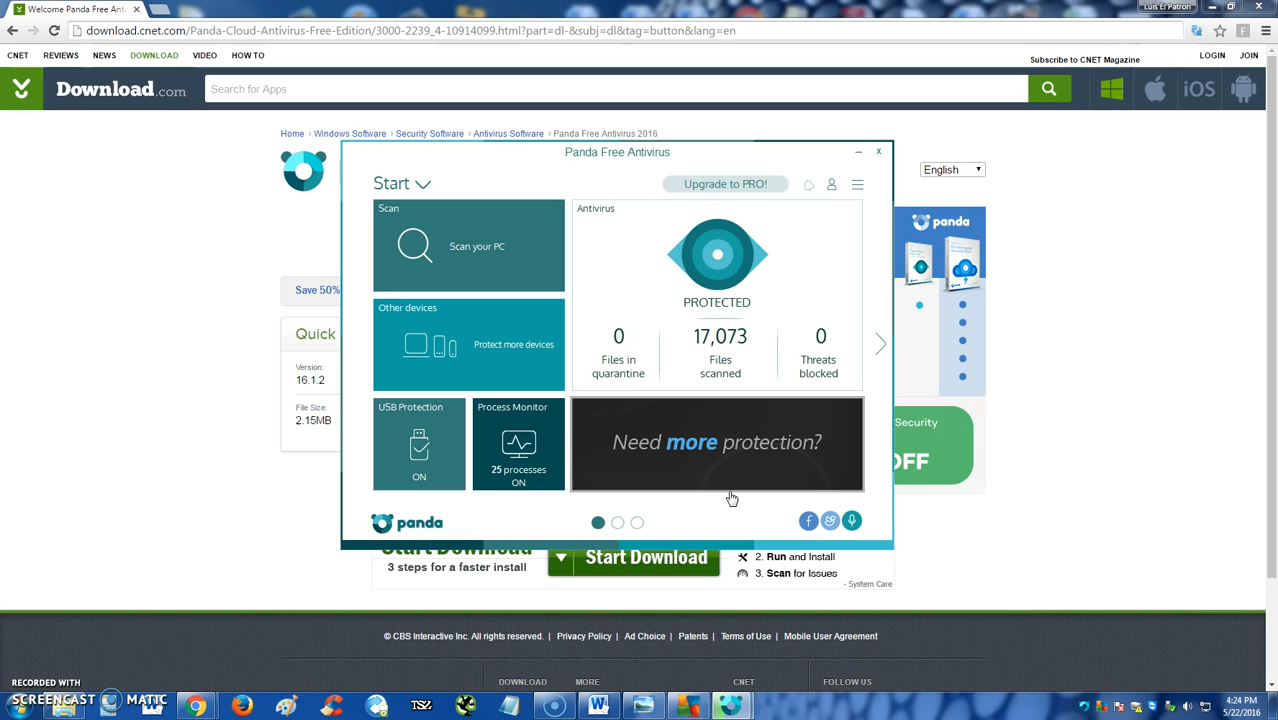 Welcome Panda Free Ant
Luis El Patron
download.cnet.com/Panda-Cloud-Antivirus-Free-Edition/3000-2239_4-10914099.html?part=dl-&subj=dl&tag=button&lang=en
CNET REVIEWS NEWS DOWNLOAD VIDEO HOW TO
Subscribe to CNET Magazine
LOGIN JOIN
Download.com
Search for Apps
iOS
Home › Windows Software › Security Software › Antivirus Software › Panda Free Antivirus 2016
English
Panda Free Antivirus
Start
Upgrade to PRO!
Scan
Scan your PC
Antivirus
PROTECTED
0 17,073 0
Files in quarantine
Files scanned
Threats blocked
Other devices
Protect more devices
USB Protection
ON
Process Monitor
25 processes
ON
Need more protection?
panda
panda
Save 50%
Quick
Version:
16.1.2
File Size:
2.15MB
Security
OFF
Start Download
3 steps for a faster install
Start Download
2. Run and Install
3. Scan for Issues
- System Care
© CBS Interactive Inc. All rights reserved. | Privacy Policy | Ad Choice | Patents | Terms of Use | Mobile User Agreement
DOWNLOAD MORE CNET FOLLOW US
RECORDED WITH
SCREENCAST MATIC
TSZ
4:24 PM
5/22/2016